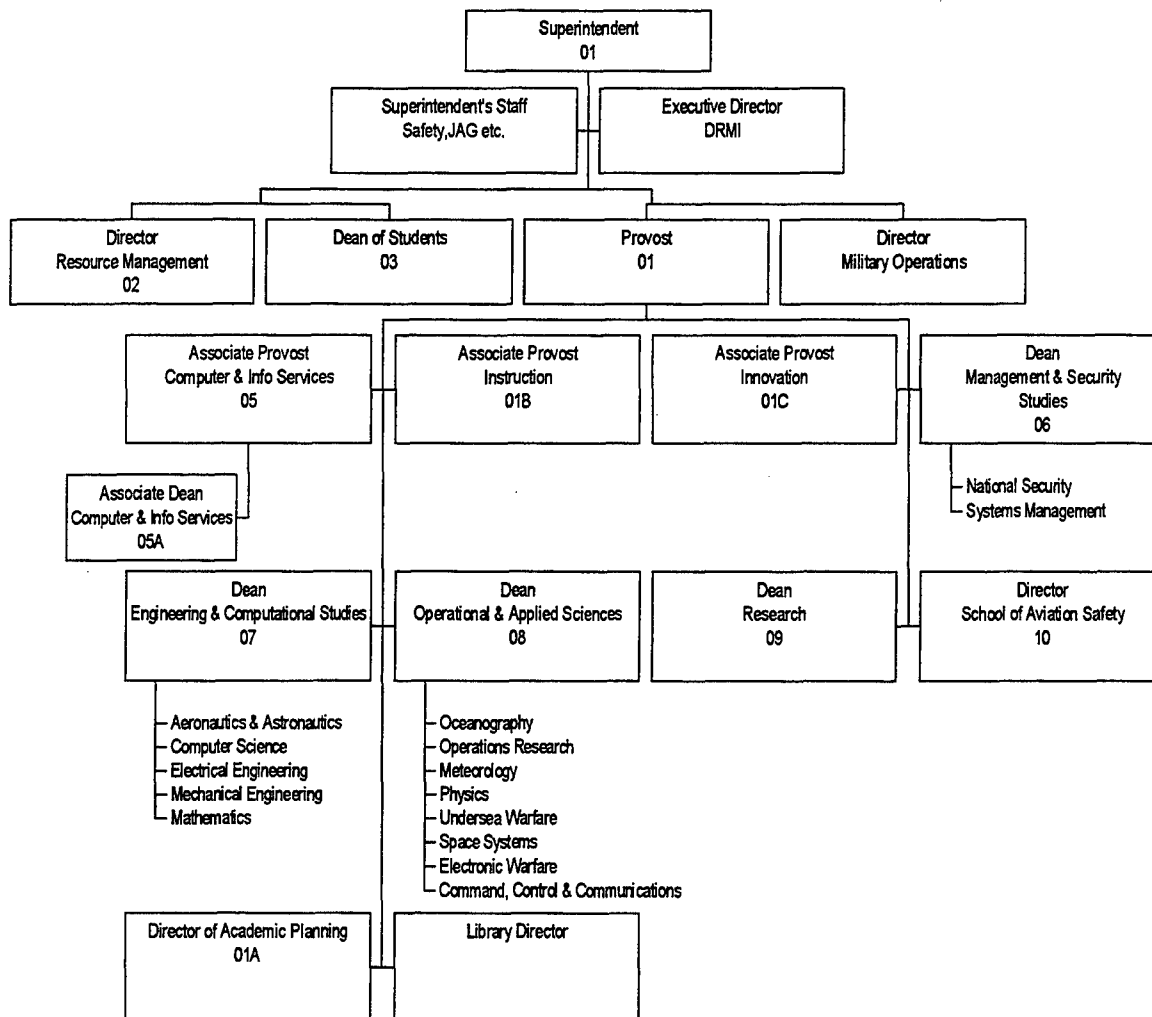 Superintendent
01
Superintendent's Staff
Safety,JAG etc.
Executive Director
DRMI
Director
Resource Management
02
Dean of Students
03
Provost
01
Director
Military Operations
Associate Provost
Computer & Info Services
05
Associate Provost
Instruction
01B
Associate Provost
Innovation
01C
Dean
Management & Security
Studies
06
National Security
Systems Management
Associate Dean
Computer & Info Services
05A
Dean
Engineering & Computational Studies
07
Dean
Operational & Applied Sciences
08
Dean
Research
09
Director
School of Aviation Safety
10
Aeronautics & Astronautics
Computer Science
Electrical Engineering
Mechanical Engineering
Mathematics
Oceanography
Operations Research
Meteorology
Physics
Undersea Warfare
Space Systems
Electronic Warfare
Command, Control & Communications
Director of Academic Planning
01A
Library Director